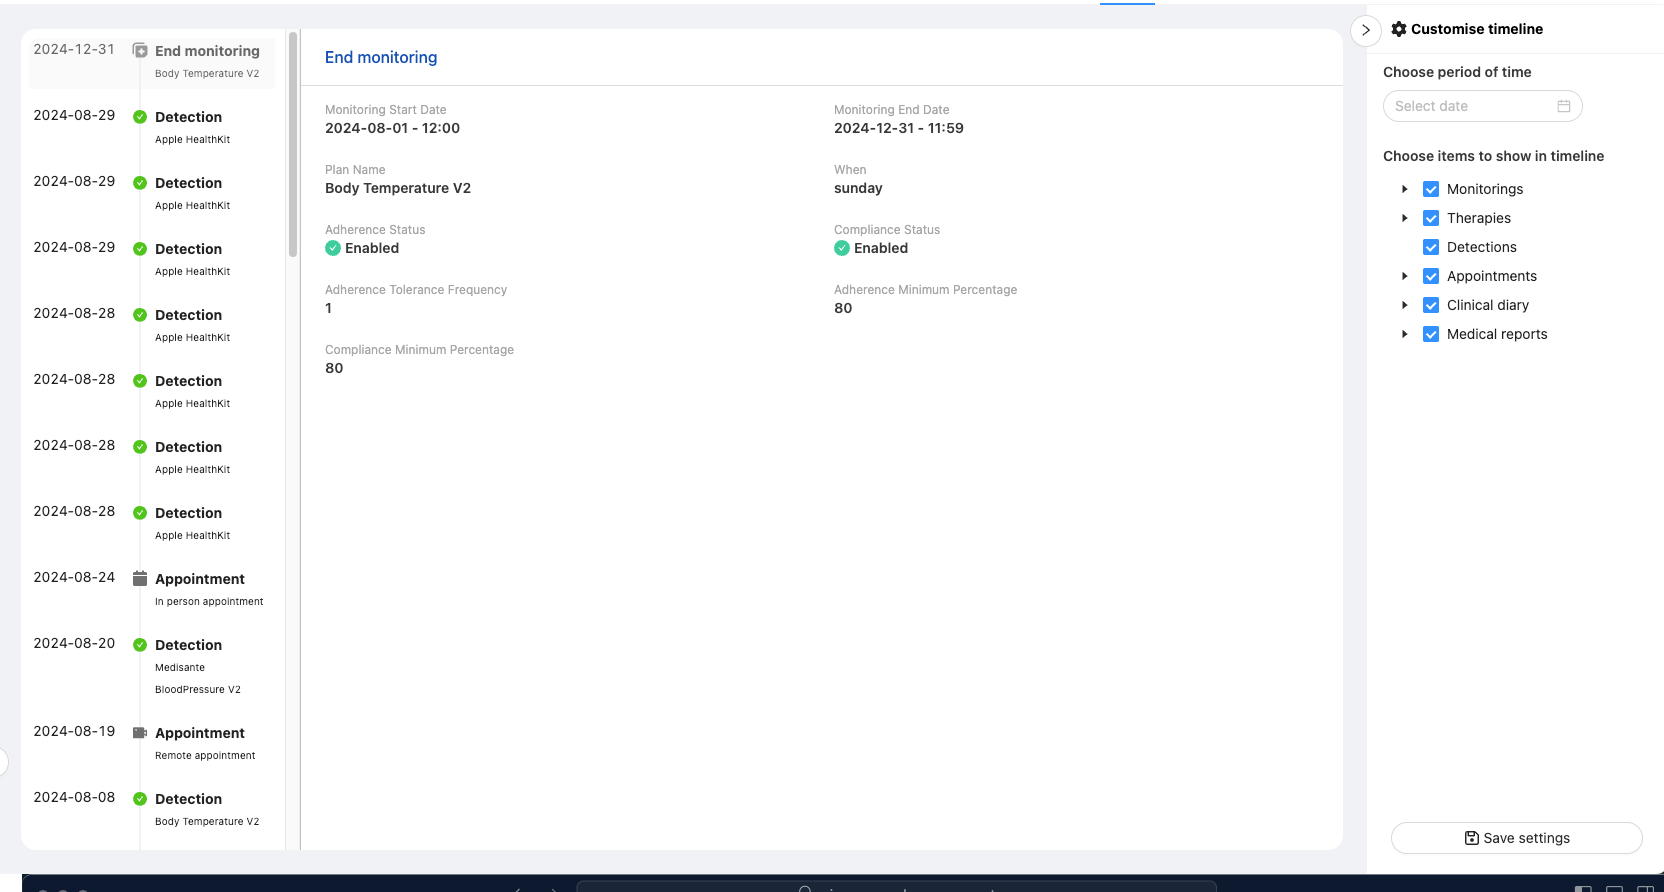 2024-12-31 End monitoring
Body Temperature V2
2024-08-29 Detection
Apple HealthKit
2024-08-29 Detection
Apple HealthKit
2024-08-29 Detection
Apple HealthKit
2024-08-28 Detection
Apple HealthKit
2024-08-28 Detection
Apple HealthKit
2024-08-28 Detection
Apple HealthKit
2024-08-28 Detection
Apple HealthKit
2024-08-24 Appointment
In person appointment
2024-08-20 Detection
Medisante
BloodPressure V2
2024-08-19 Appointment
Remote appointment
2024-08-08 Detection
Body Temperature V2
End monitoring
Monitoring Start Date
2024-08-01 - 12:00
Monitoring End Date
2024-12-31 - 11:59
Plan Name
Body Temperature V2
When
sunday
Adherence Status
Enabled
Compliance Status
Enabled
Adherence Tolerance Frequency
1
Adherence Minimum Percentage
80
Compliance Minimum Percentage
80
Customise timeline
Choose period of time
Select date
Choose items to show in timeline
Monitorings
Therapies
Detections
Appointments
Clinical diary
Medical reports
Save settings